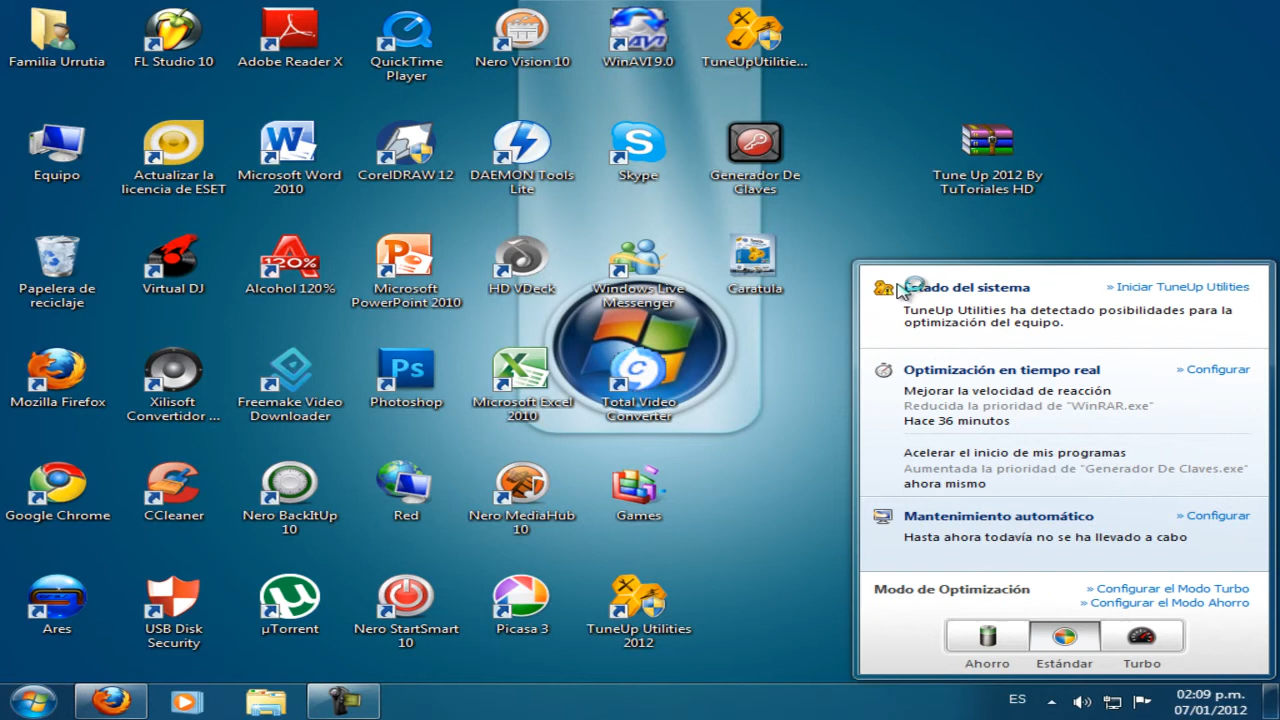 Familia Urrutia
FL Studio 10
Adobe Reader X
QuickTime
Player
Nero Vision 10
WinAVI 9.0
TuneUpUtilitie...
Equipo
Actualizar la
licencia de ESET
Microsoft Word
2010
CorelDRAW 12
DAEMON Tools
Lite
Skype
Generador De
Claves
Tune Up 2012 By
TuToriales HD
Papelera de
reciclaje
Virtual DJ
Alcohol 120%
Microsoft
PowerPoint 2010
HD VDeck
Windows Live
Messenger
Caratula
Mozilla Firefox
Xilisoft
Convertidor ...
Freemake Video
Downloader
Photoshop
Microsoft Excel
2010
Total Video
Converter
Google Chrome
CCleaner
Nero BackItUp
10
Red
Nero MediaHub
10
Games
Ares
USB Disk
Security
µTorrent
Nero StartSmart
10
Picasa 3
TuneUp Utilities
2012
del sistema
» Iniciar TuneUp Utilities
TuneUp Utilities ha detectado posibilidades para la
optimización del equipo.
Optimización en tiempo real
» Configurar
Mejorar la velocidad de reacción
Reducida la prioridad de "WinRAR.exe"
Hace 36 minutos
Acelerar el inicio de mis programas
Aumentada la prioridad de "Generador De Claves.exe"
ahora mismo
Mantenimiento automático
» Configurar
Hasta ahora todavía no se ha llevado a cabo
Modo de Optimización
» Configurar el Modo Turbo
» Configurar el Modo Ahorro
Ahorro
Estándar
Turbo
ES
02:09 p.m.
07/01/2012